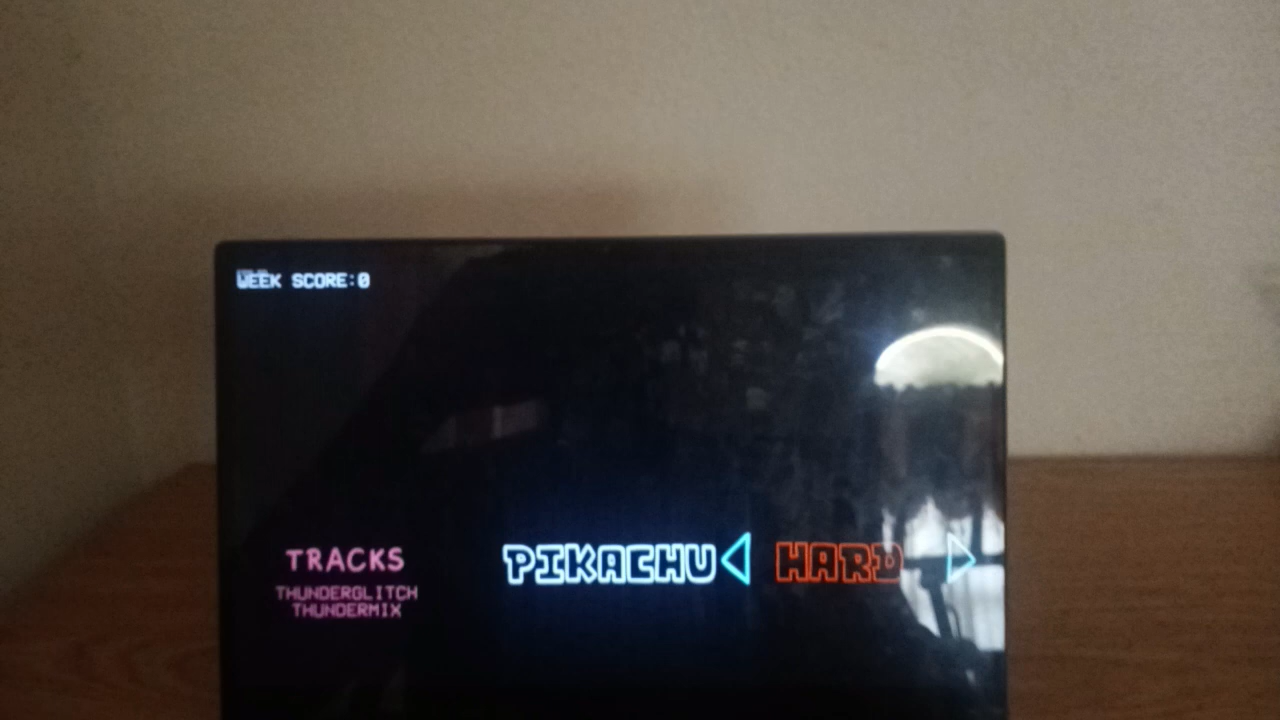 WEEK SCORE:0
TRACKS
THUNDERGLITCH
THUNDERMIX
PIKACHU
HARD